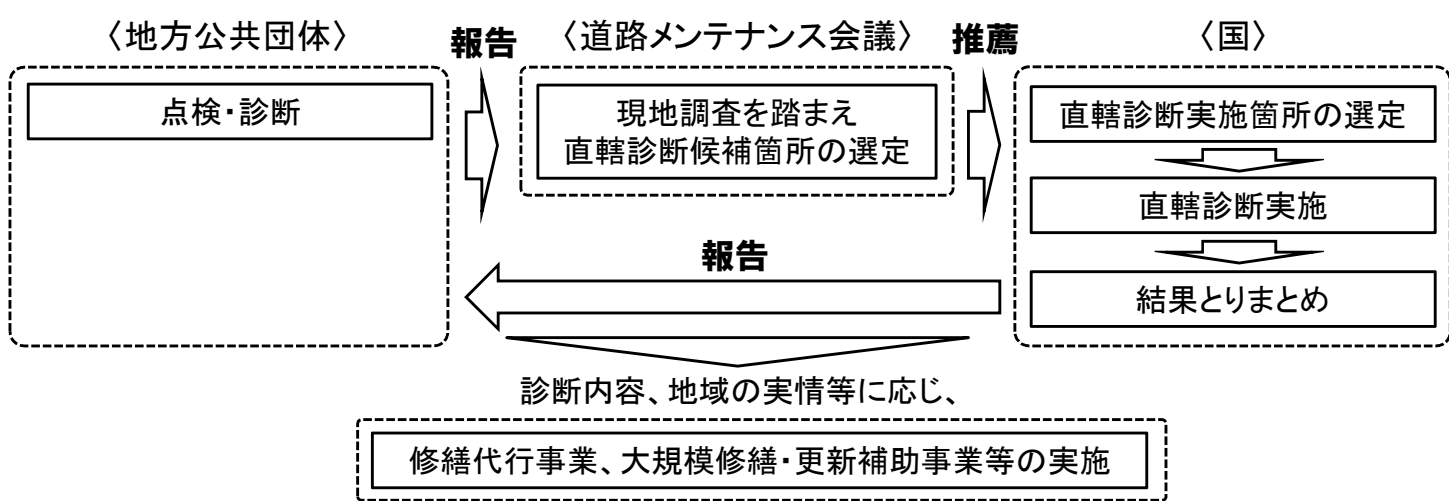 〈地方公共団体〉
報告
〈道路メンテナンス会議〉
推薦
〈国〉
点検・診断
現地調査を踏まえ
直轄診断候補箇所の選定
直轄診断実施箇所の選定
直轄診断実施
結果とりまとめ
報告
診断内容、地域の実情等に応じ、
修繕代行事業、大規模修繕・更新補助事業等の実施